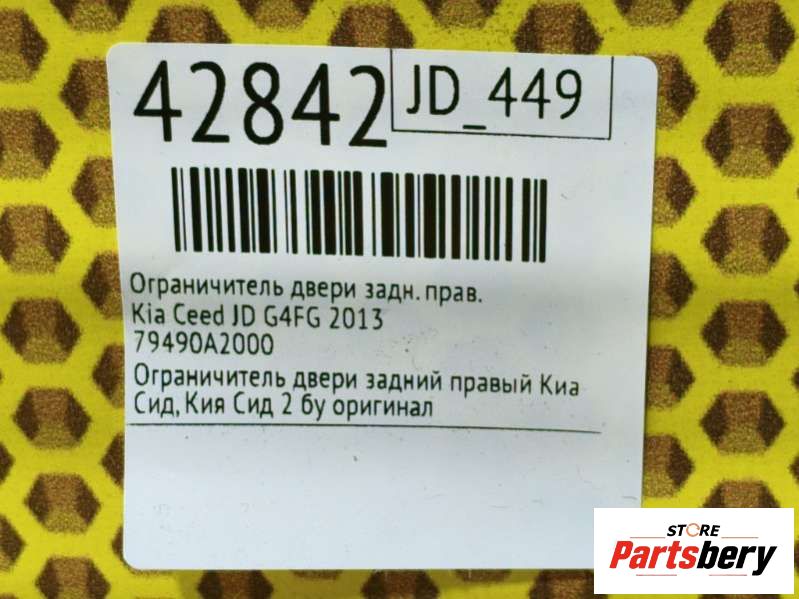 42842
JD_449
Ограничитель двери задн. прав.
Kia Ceed JD G4FG 2013
79490A2000
Ограничитель двери задний правый Киа
Сид, Кия Сид 2 бу оригинал
STORE
Partsbery